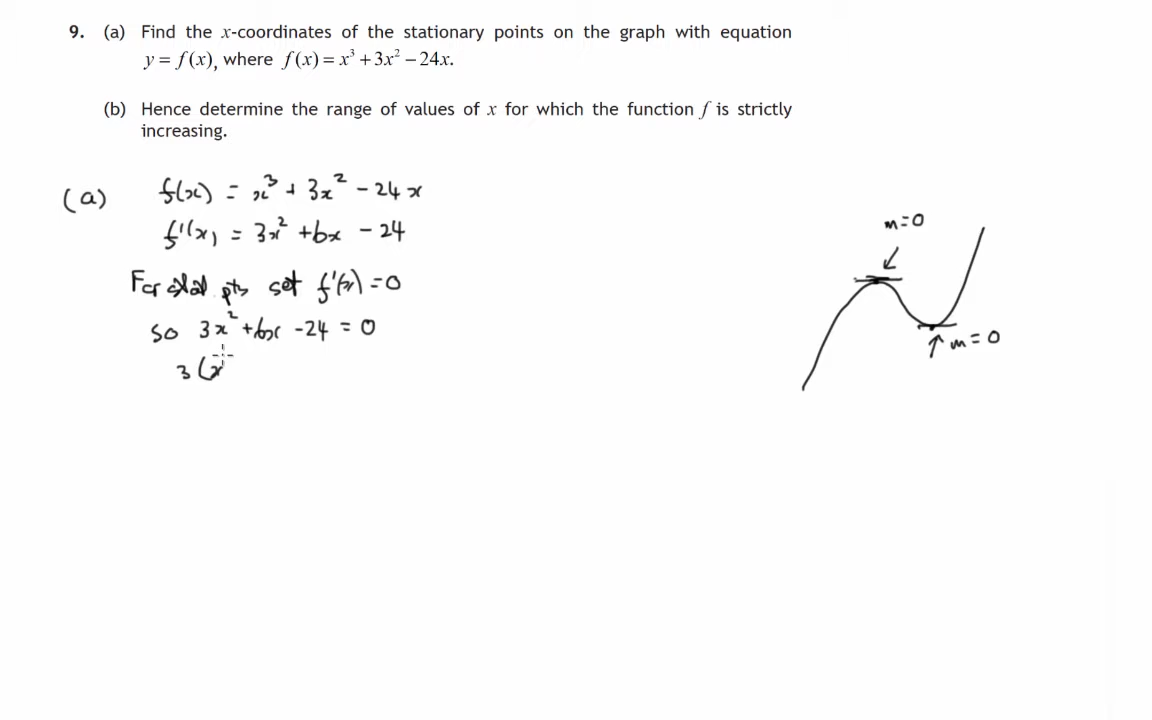 9. (a) Find the x-coordinates of the stationary points on the graph with equation
y = f(x), where f(x) = x³ + 3x² − 24x.
(b) Hence determine the range of values of x for which the function f is strictly
increasing.
(a) f(x) = x³ + 3x² − 24x
f'(x) = 3x² + 6x − 24
For stat pts set f'(x) = 0
so 3x² + 6x − 24 = 0
3(x
m=0
m=0